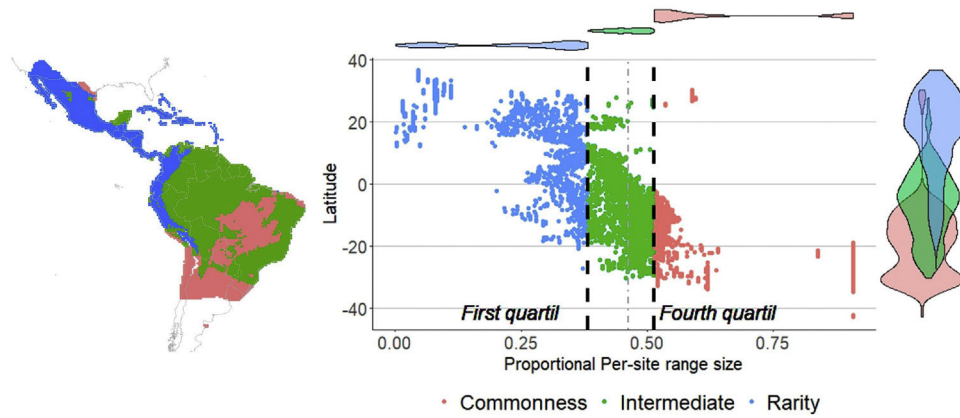 40
20
0
-20
-40
Latitude
First quartil
Fourth quartil
0.00
0.25
0.50
0.75
Proportional Per-site range size
Commonness
Intermediate
Rarity